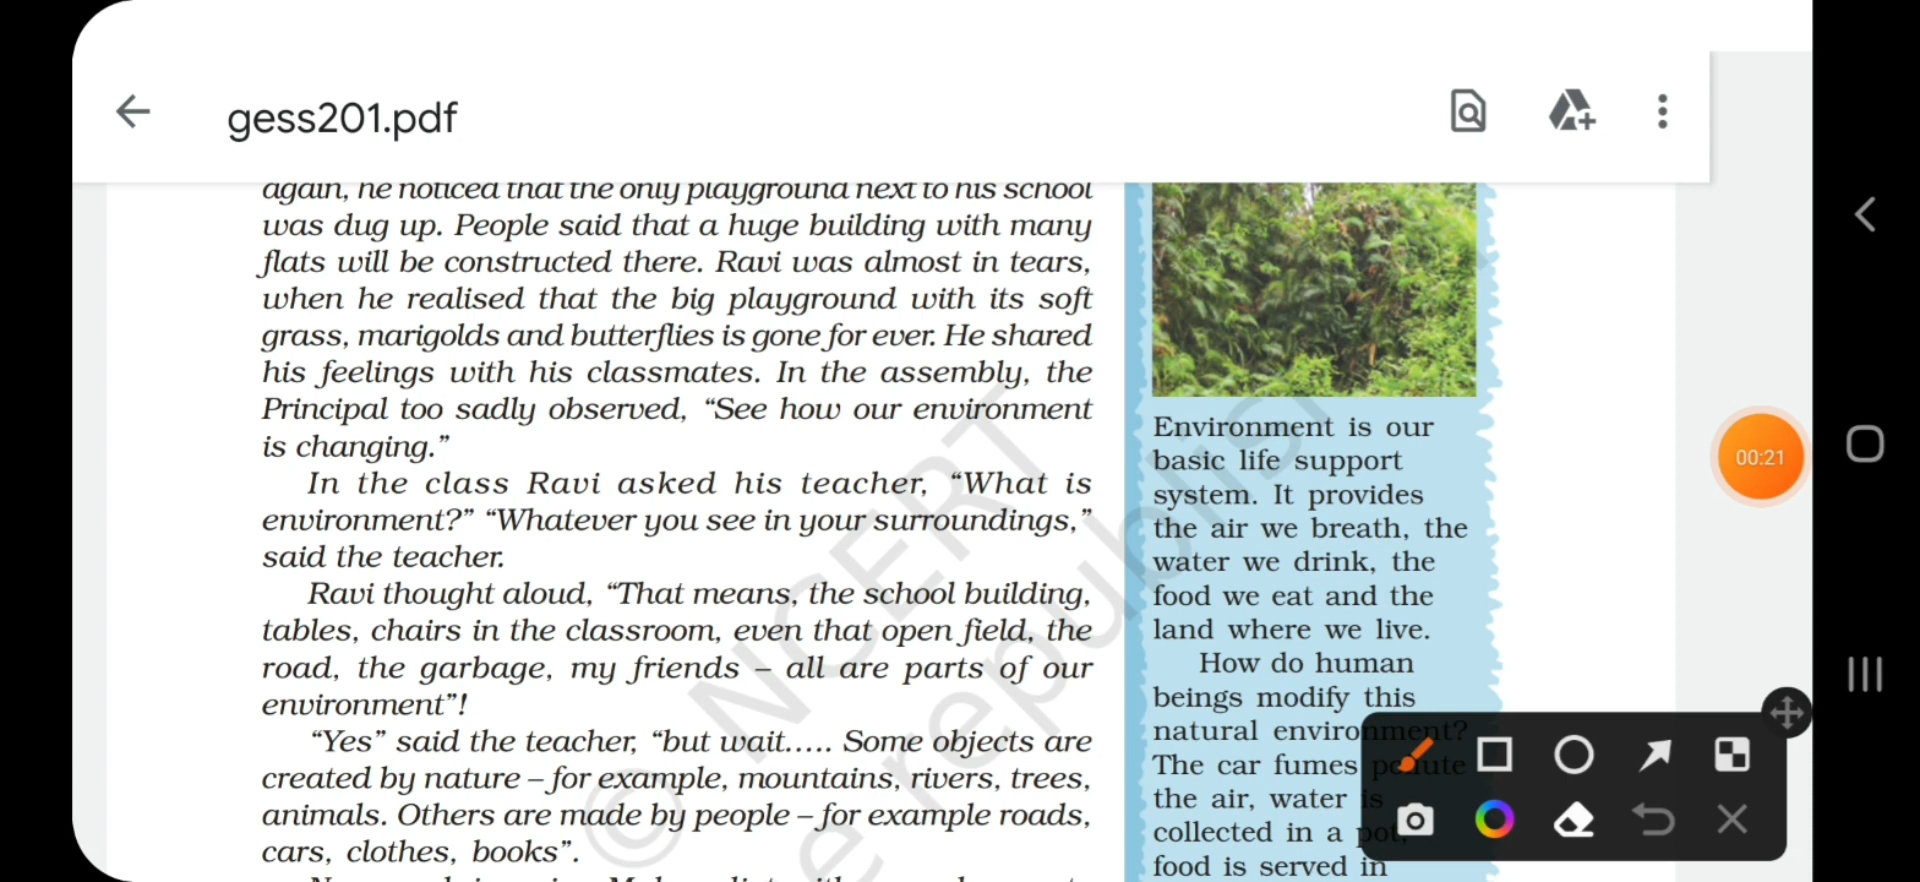 gess201.pdf
again, he noticed that the only playground next to his school
was dug up. People said that a huge building with many
flats will be constructed there. Ravi was almost in tears,
when he realised that the big playground with its soft
grass, marigolds and butterflies is gone for ever. He shared
his feelings with his classmates. In the assembly, the
Principal too sadly observed, “See how our environment
is changing.”
In the class Ravi asked his teacher, “What is
environment?” “Whatever you see in your surroundings,”
said the teacher.
Ravi thought aloud, “That means, the school building,
tables, chairs in the classroom, even that open field, the
road, the garbage, my friends – all are parts of our
environment”!
“Yes” said the teacher, “but wait..... Some objects are
created by nature – for example, mountains, rivers, trees,
animals. Others are made by people – for example roads,
cars, clothes, books”.
Environment is our
basic life support
system. It provides
the air we breath, the
water we drink, the
food we eat and the
land where we live.
How do human
beings modify this
natural environment?
The car fumes pollute
the air, water is
collected in a pot,
food is served in
© NCERT
e republis
00:21